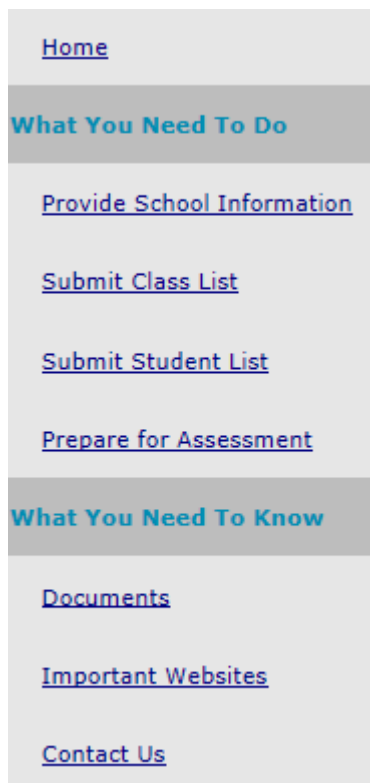 Home
What You Need To Do
Provide School Information
Submit Class List
Submit Student List
Prepare for Assessment
What You Need To Know
Documents
Important Websites
Contact Us